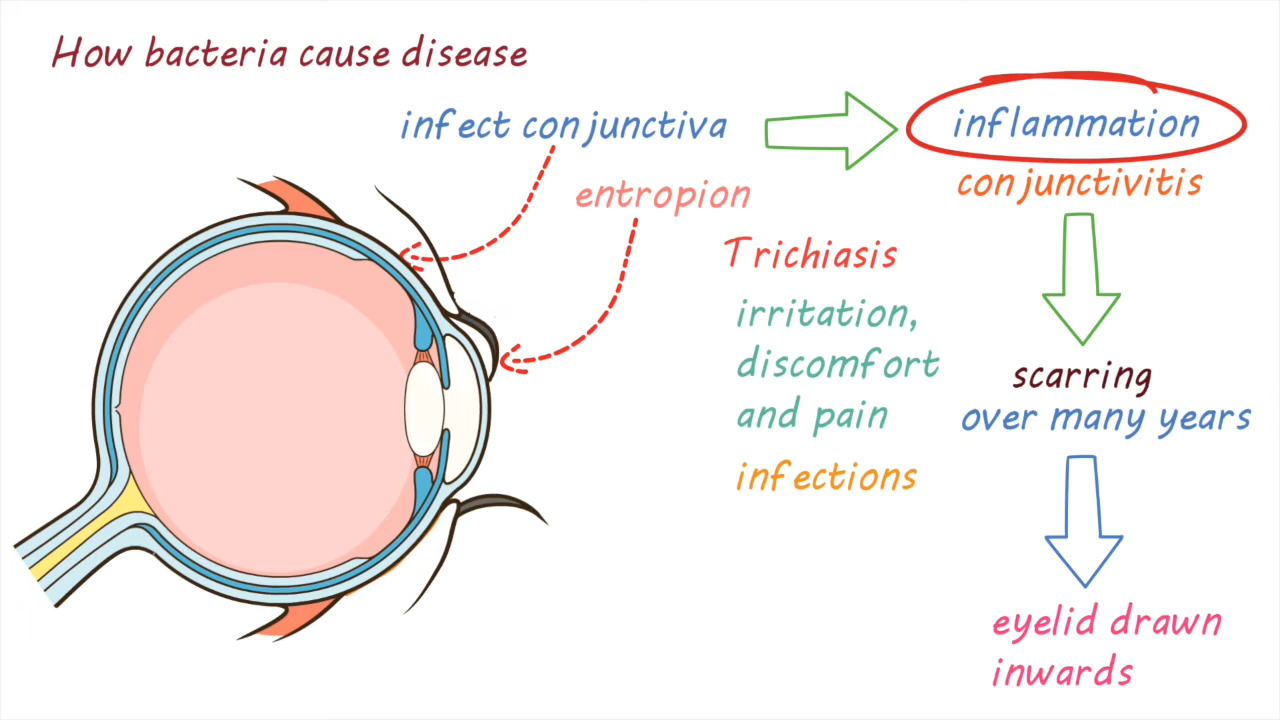 How bacteria cause disease
infect conjunctiva
inflammation
conjunctivitis
entropion
Trichiasis
irritation,
discomfort
and pain
infections
scarring
over many years
eyelid drawn
inwards